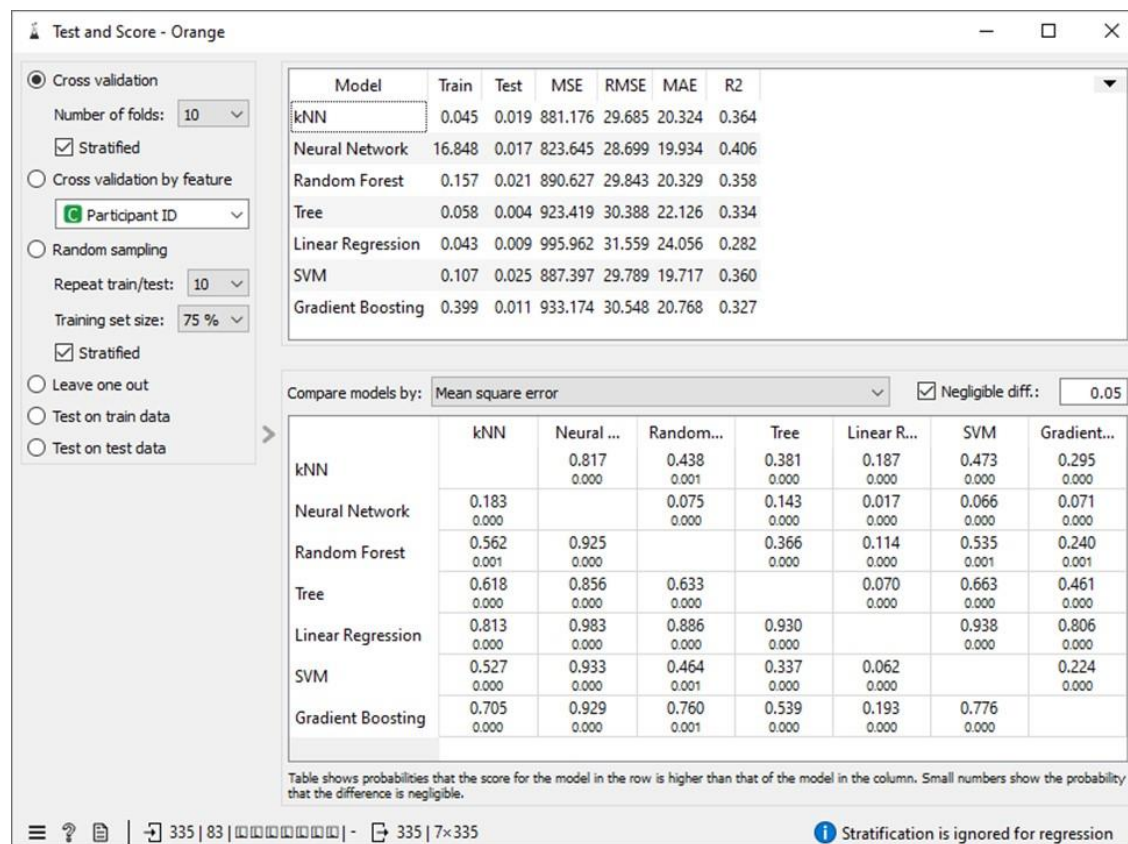 Test and Score - Orange
Cross validation
Number of folds: 10
Stratified
Cross validation by feature
C Participant ID
Random sampling
Repeat train/test: 10
Training set size: 75 %
Stratified
Leave one out
Test on train data
Test on test data
Model Train Test MSE RMSE MAE R2
kNN 0.045 0.019 881.176 29.685 20.324 0.364
Neural Network 16.848 0.017 823.645 28.699 19.934 0.406
Random Forest 0.157 0.021 890.627 29.843 20.329 0.358
Tree 0.058 0.004 923.419 30.388 22.126 0.334
Linear Regression 0.043 0.009 995.962 31.559 24.056 0.282
SVM 0.107 0.025 887.397 29.789 19.717 0.360
Gradient Boosting 0.399 0.011 933.174 30.548 20.768 0.327
Compare models by: Mean square error Negligible diff.: 0.05
kNN Neural ... Random... Tree Linear R... SVM Gradient...
kNN 0.817 0.438 0.381 0.187 0.473 0.295
0.000 0.001 0.000 0.000 0.000 0.000
Neural Network 0.183 0.075 0.143 0.017 0.066 0.071
0.000 0.000 0.000 0.000 0.000 0.000
Random Forest 0.562 0.925 0.366 0.114 0.535 0.240
0.001 0.000 0.000 0.000 0.001 0.001
Tree 0.618 0.856 0.633 0.070 0.663 0.461
0.000 0.000 0.000 0.000 0.000 0.000
Linear Regression 0.813 0.983 0.886 0.930 0.938 0.806
0.000 0.000 0.000 0.000 0.000 0.000
SVM 0.527 0.933 0.464 0.337 0.062 0.224
0.000 0.000 0.001 0.000 0.000 0.000
Gradient Boosting 0.705 0.929 0.760 0.539 0.193 0.776
0.000 0.000 0.001 0.000 0.000 0.000
Table shows probabilities that the score for the model in the row is higher than that of the model in the column. Small numbers show the probability
that the difference is negligible.
335 | 83 | | - 335 | 7×335
Stratification is ignored for regression